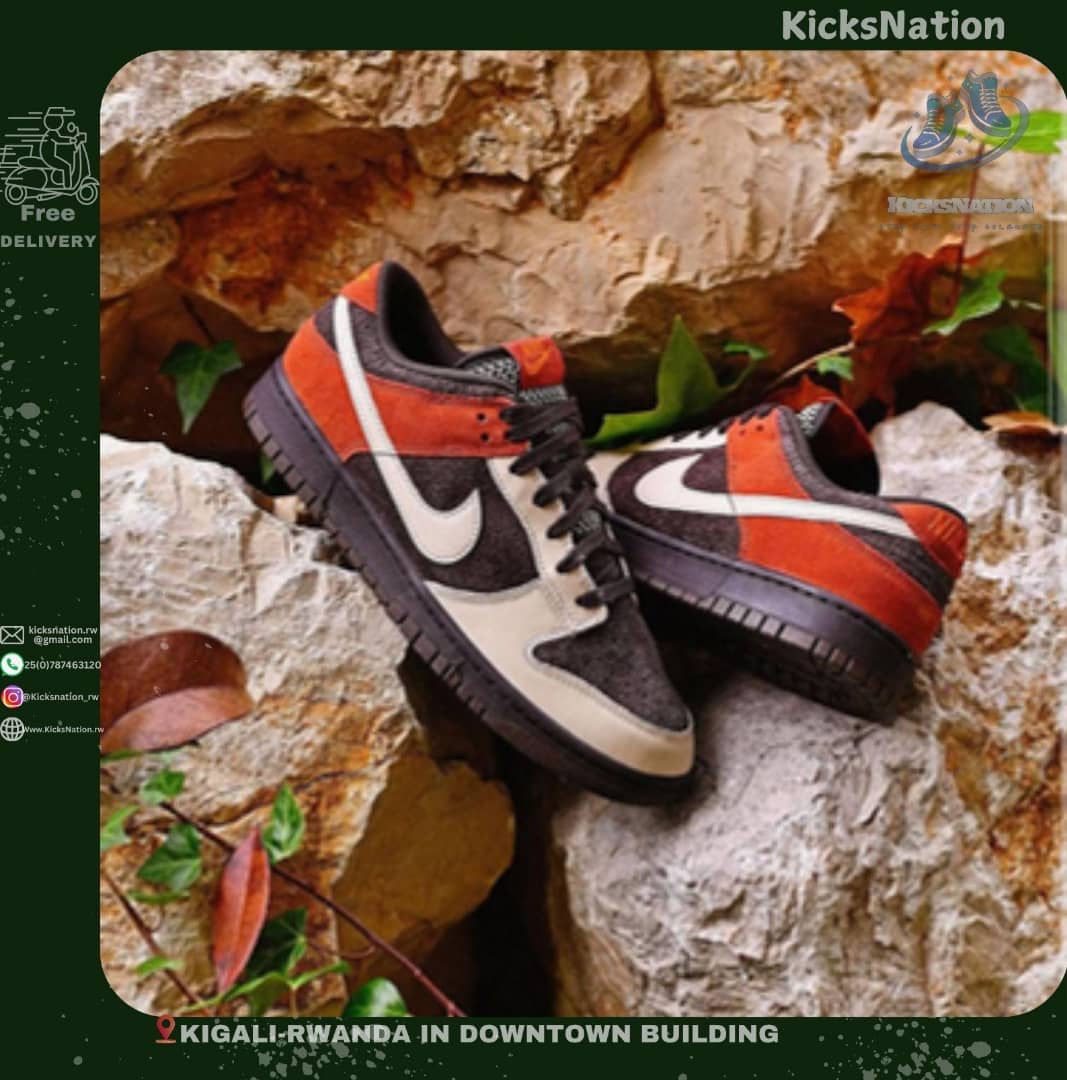 KicksNation
KICKSNATION
Free
DELIVERY
kicksnation.rw
@gmail.com
25(0)787463120
@Kicksnation_rw
Www.KicksNation.rw
KIGALI-RWANDA IN DOWNTOWN BUILDING